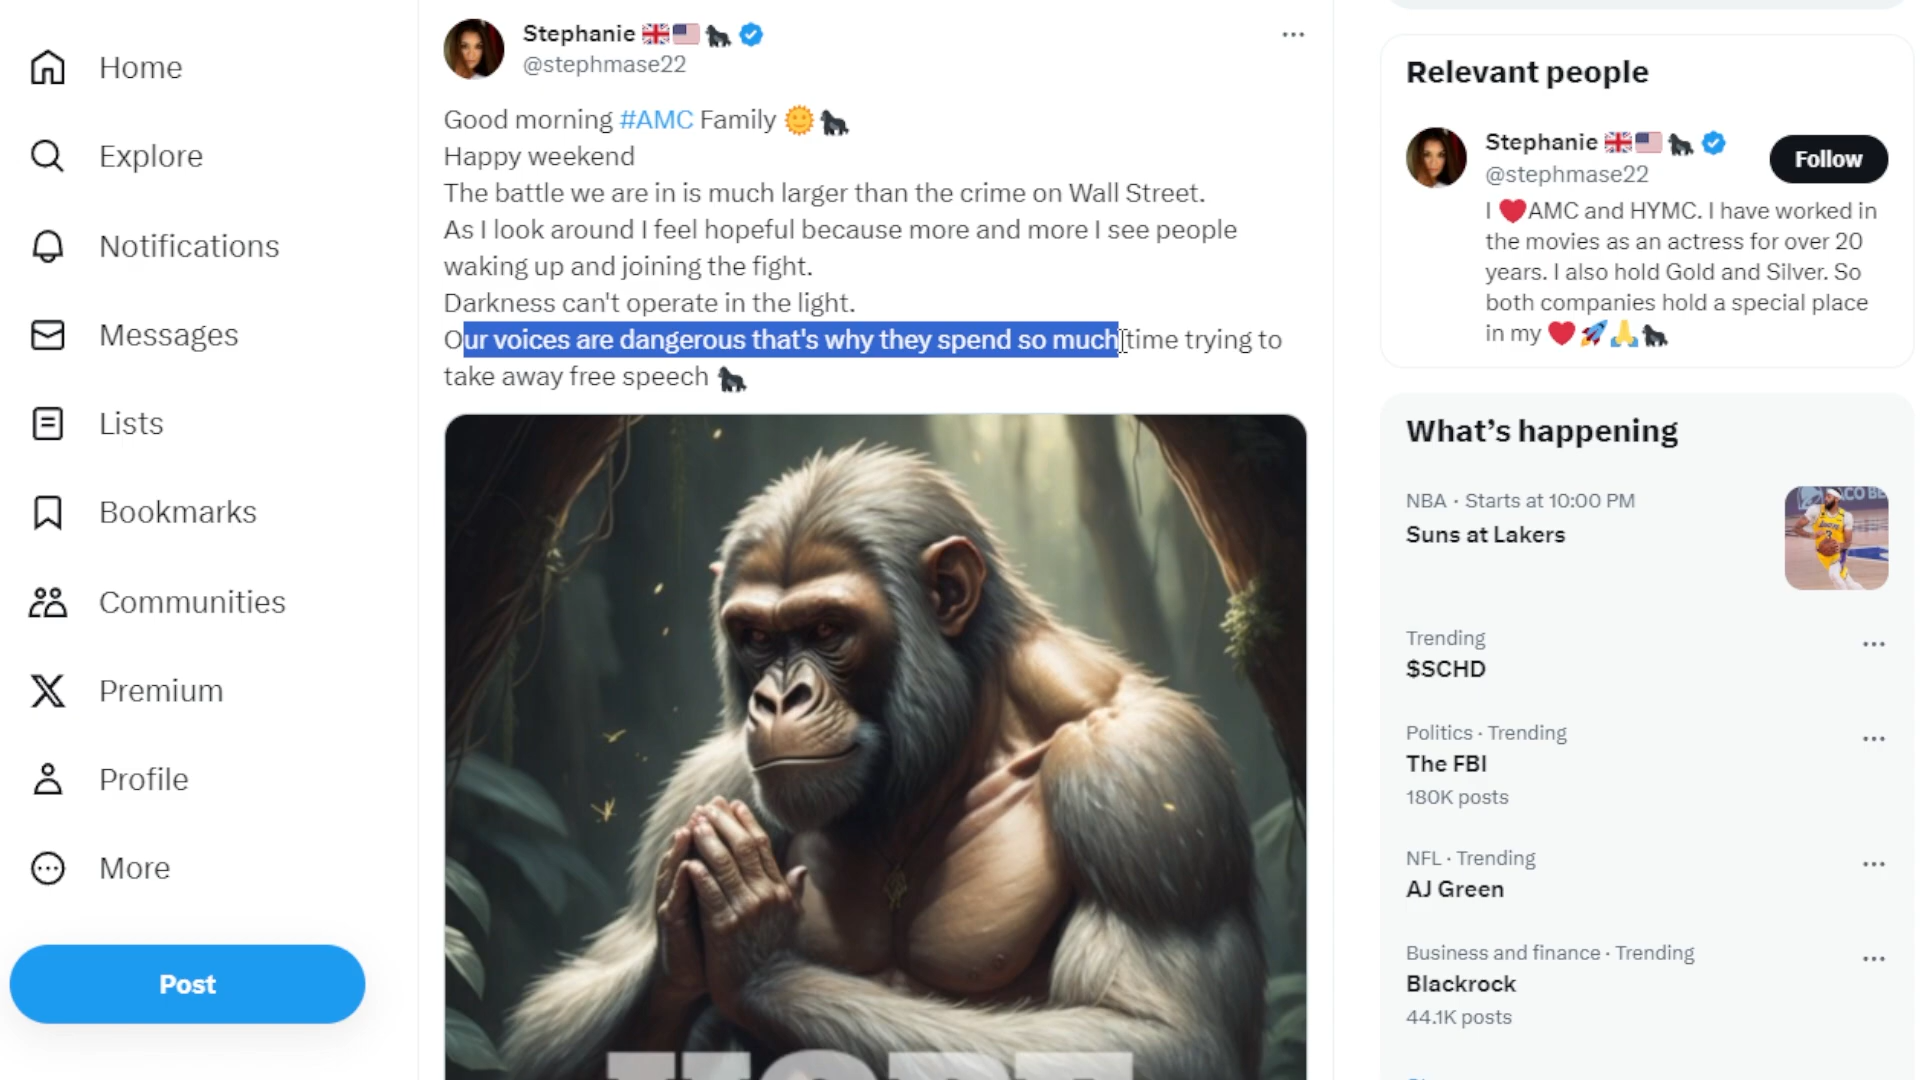 Home
Explore
Notifications
Messages
Lists
Bookmarks
Communities
Premium
Profile
More
Post
Stephanie 🇬🇧🇺🇸🦍
@stephmase22
Good morning #AMC Family 🌞🦍
Happy weekend
The battle we are in is much larger than the crime on Wall Street.
As I look around I feel hopeful because more and more I see people
waking up and joining the fight.
Darkness can't operate in the light.
Our voices are dangerous that's why they spend so much time trying to
take away free speech 🦍
Relevant people
Stephanie 🇬🇧🇺🇸🦍
@stephmase22
Follow
I ❤️AMC and HYMC. I have worked in
the movies as an actress for over 20
years. I also hold Gold and Silver. So
both companies hold a special place
in my ❤️🚀🙏🦍
What's happening
NBA · Starts at 10:00 PM
Suns at Lakers
Trending
$SCHD
Politics · Trending
The FBI
180K posts
NFL · Trending
AJ Green
Business and finance · Trending
Blackrock
44.1K posts